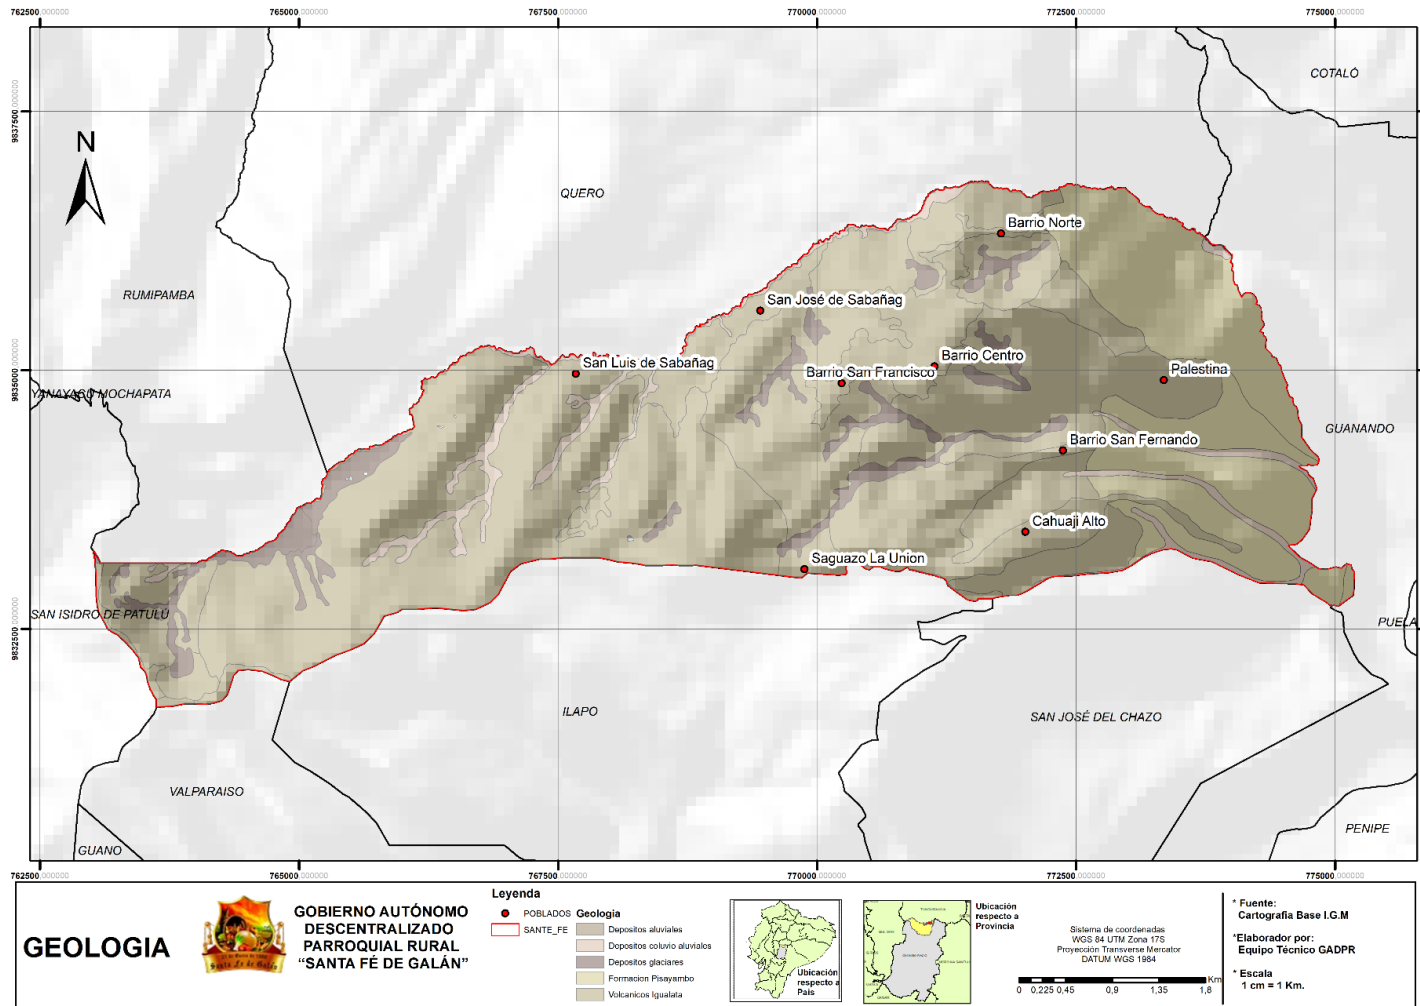 762500.000000 765000.000000 767500.000000 770000.000000 772500.000000 775000.000000
COTALÓ
9837500.000000
N
QUERO
Barrio Norte
RUMIPAMBA
San José de Sabañag
San Luis de Sabañag
Barrio Centro
Barrio San Francisco
Palestina
9835000.000000
YANAYACU MOCHAPATA
GUANANDO
Barrio San Fernando
Cahuaji Alto
Saguazo La Union
SAN ISIDRO DE PATULÚ
PUELA
9832500.000000
ILAPO
SAN JOSÉ DEL CHAZO
VALPARAISO
PENIPE
GUANO
762500.000000 765000.000000 767500.000000 770000.000000 772500.000000 775000.000000
GEOLOGIA
Santa Fé de Galán
GOBIERNO AUTÓNOMO
DESCENTRALIZADO
PARROQUIAL RURAL
“SANTA FÉ DE GALÁN”
Leyenda
POBLADOS
SANTE_FE
Geología
Depositos aluviales
Depositos coluvio aluviales
Depositos glaciares
Formacion Pisayambo
Volcanicos Igualata
Ubicación
respecto a
País
Ubicación
respecto a
Provincia
Sistema de coordenadas
WGS 84 UTM Zona 17S
Proyección Transverse Mercator
DATUM WGS 1984
Km
0 0,225 0,45 0,9 1,35 1,8
* Fuente:
Cartografia Base I.G.M
*Elaborador por:
Equipo Técnico GADPR
* Escala
1 cm = 1 Km.